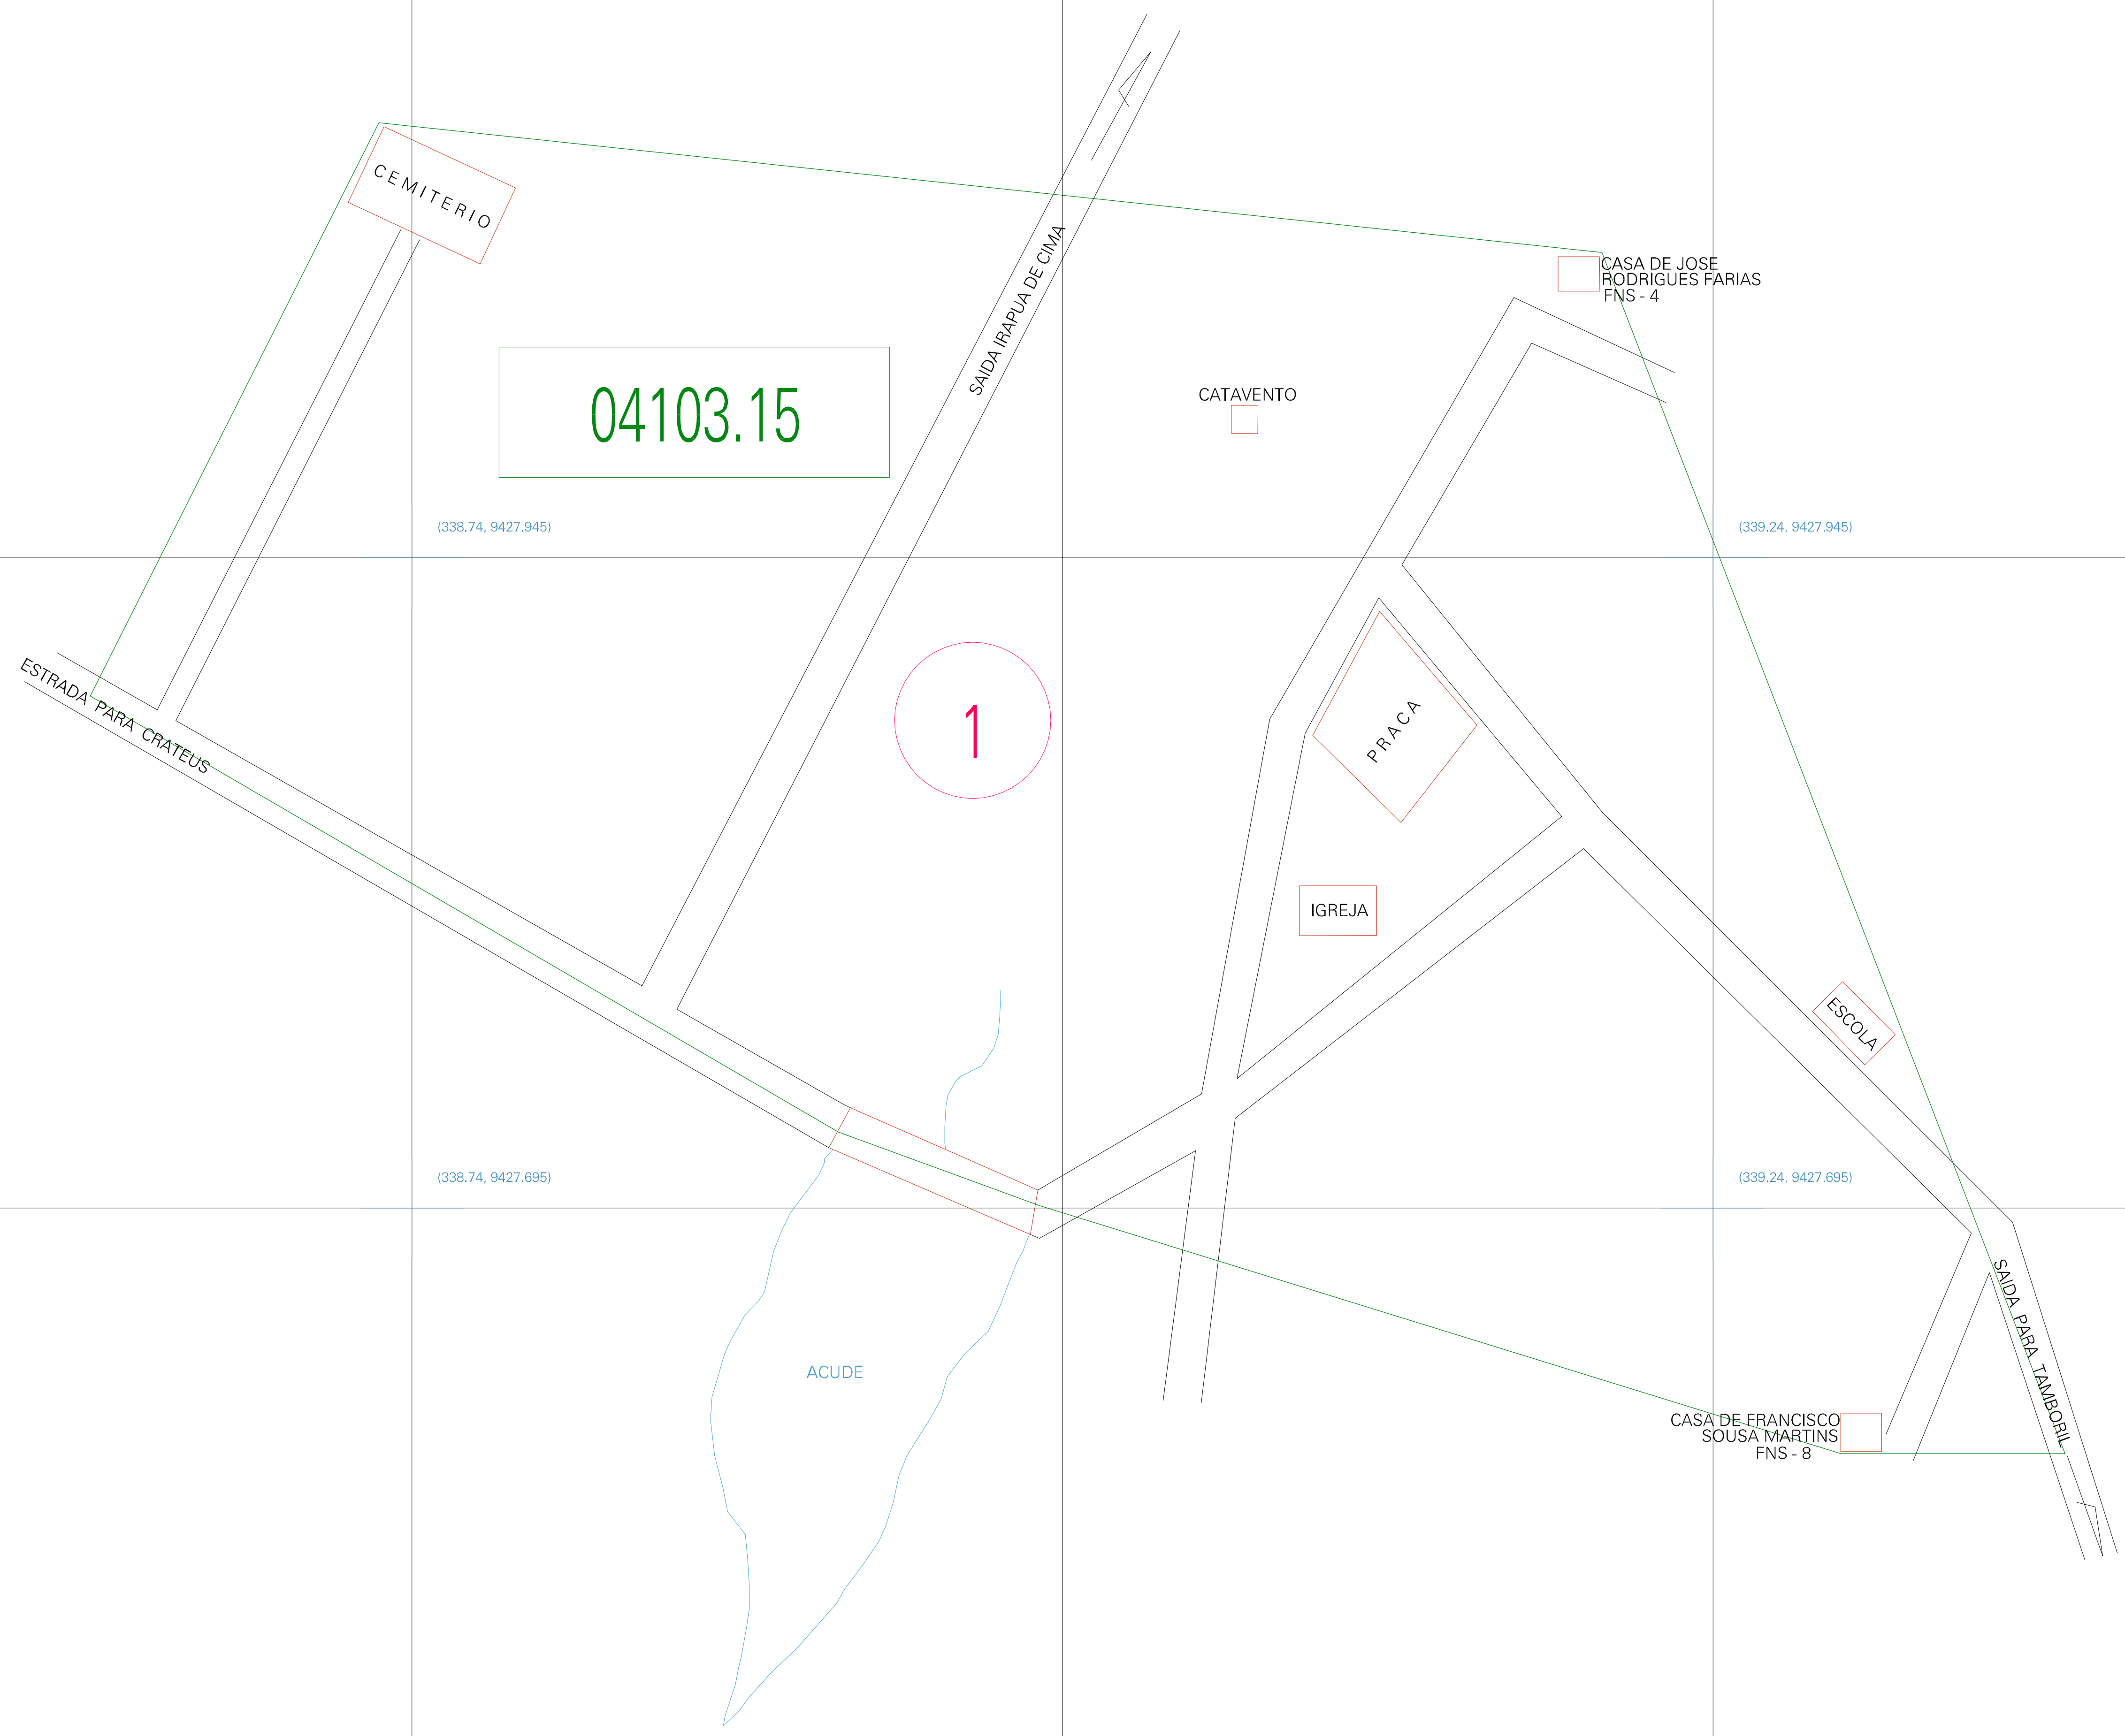 CEMITERIO
SAIDA IRAPUA DE CIMA
CASA DE JOSE
RODRIGUES FARIAS
FNS - 4
04103.15
CATAVENTO
(338.74, 9427.945)
(339.24, 9427.945)
ESTRADA PARA CRATEUS
1
PRACA
IGREJA
ESCOLA
(338.74, 9427.695)
(339.24, 9427.695)
SAIDA PARA TAMBORIL
ACUDE
CASA DE FRANCISCO
SOUSA MARTINS
FNS - 8